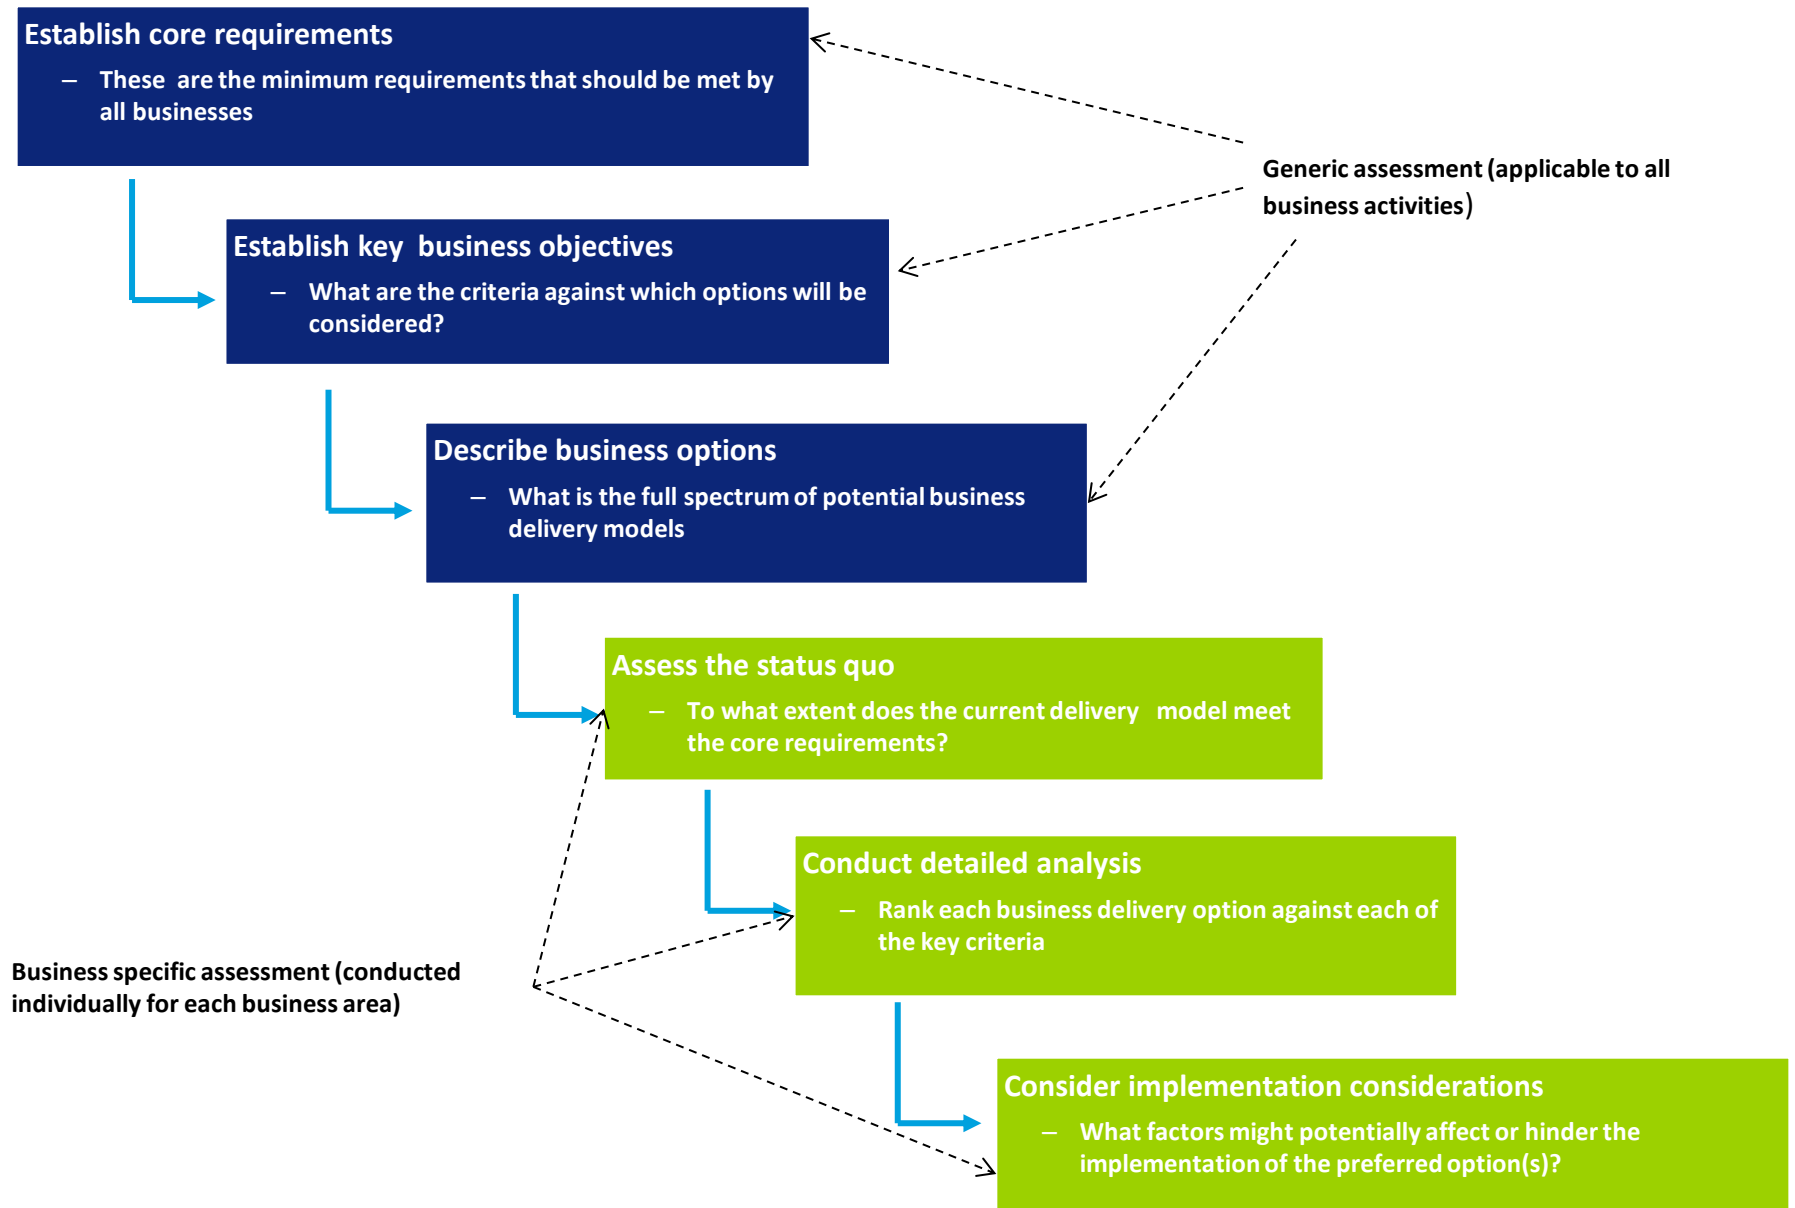 Establish core requirements
– These are the minimum requirements that should be met by
all businesses
Generic assessment (applicable to all
business activities)
Establish key business objectives
– What are the criteria against which options will be
considered?
Describe business options
– What is the full spectrum of potential business
delivery models
Assess the status quo
– To what extent does the current delivery model meet
the core requirements?
Conduct detailed analysis
– Rank each business delivery option against each of
the key criteria
Business specific assessment (conducted
individually for each business area)
Consider implementation considerations
– What factors might potentially affect or hinder the
implementation of the preferred option(s)?